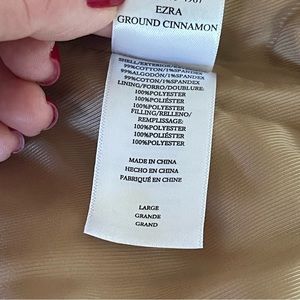 EZRA
GROUND CINNAMON
SHELL/EXTERIOR/
99%COTTON/1%SPANDEX
99%ALGODÓN/1%SPANDEX
99%COTON/1%SPANDEX
LINING/FORRO/DOUBLURE:
100%POLYESTER
100%POLIÉSTER
100%POLYESTER
FILLING/RELLENO/
REMPLISSAGE:
100%POLYESTER
100%POLIÉSTER
100%POLYESTER
MADE IN CHINA
HECHO EN CHINA
FABRIQUÉ EN CHINE
LARGE
GRANDE
GRAND